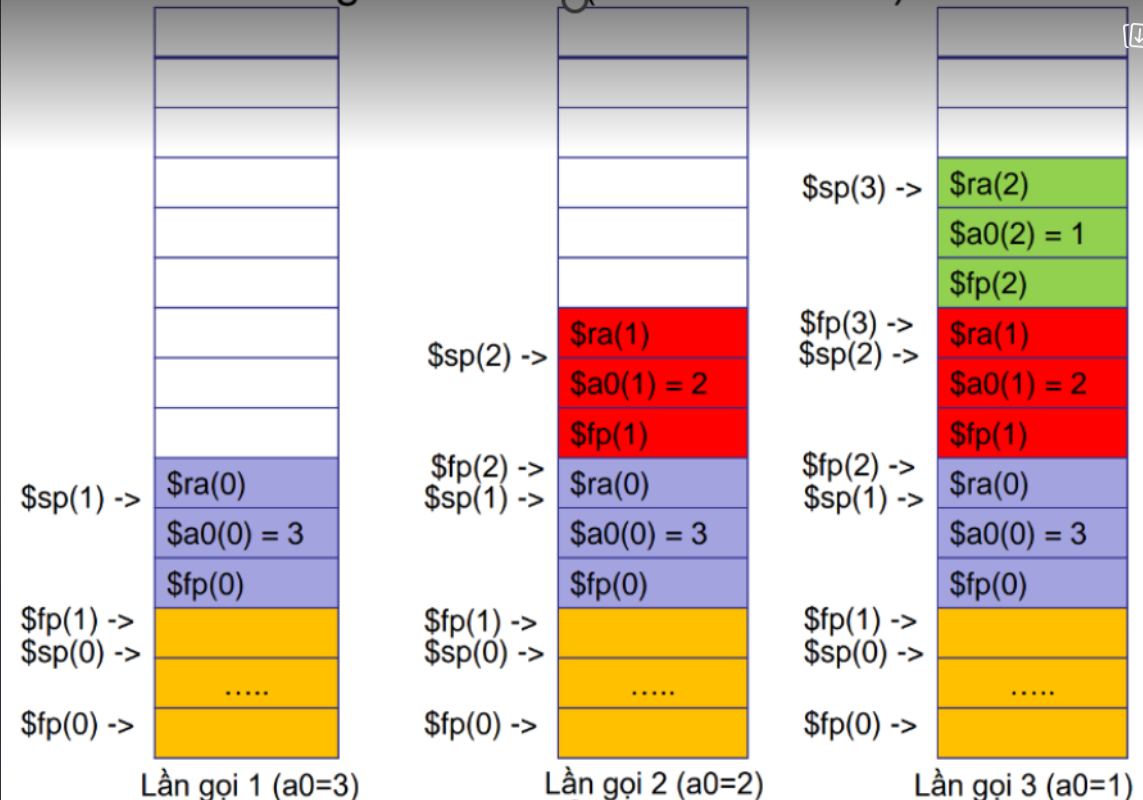 $sp(1) ->
$ra(0)
$a0(0) = 3
$fp(0)
$fp(1) ->
$sp(0) ->
.....
$fp(0) ->
Lần gọi 1 (a0=3)
$sp(2) ->
$ra(1)
$a0(1) = 2
$fp(1)
$fp(2) ->
$sp(1) ->
$ra(0)
$a0(0) = 3
$fp(0)
$fp(1) ->
$sp(0) ->
.....
$fp(0) ->
Lần gọi 2 (a0=2)
$sp(3) ->
$ra(2)
$a0(2) = 1
$fp(2)
$fp(3) ->
$sp(2) ->
$ra(1)
$a0(1) = 2
$fp(1)
$fp(2) ->
$sp(1) ->
$ra(0)
$a0(0) = 3
$fp(0)
$fp(1) ->
$sp(0) ->
.....
$fp(0) ->
Lần gọi 3 (a0=1)